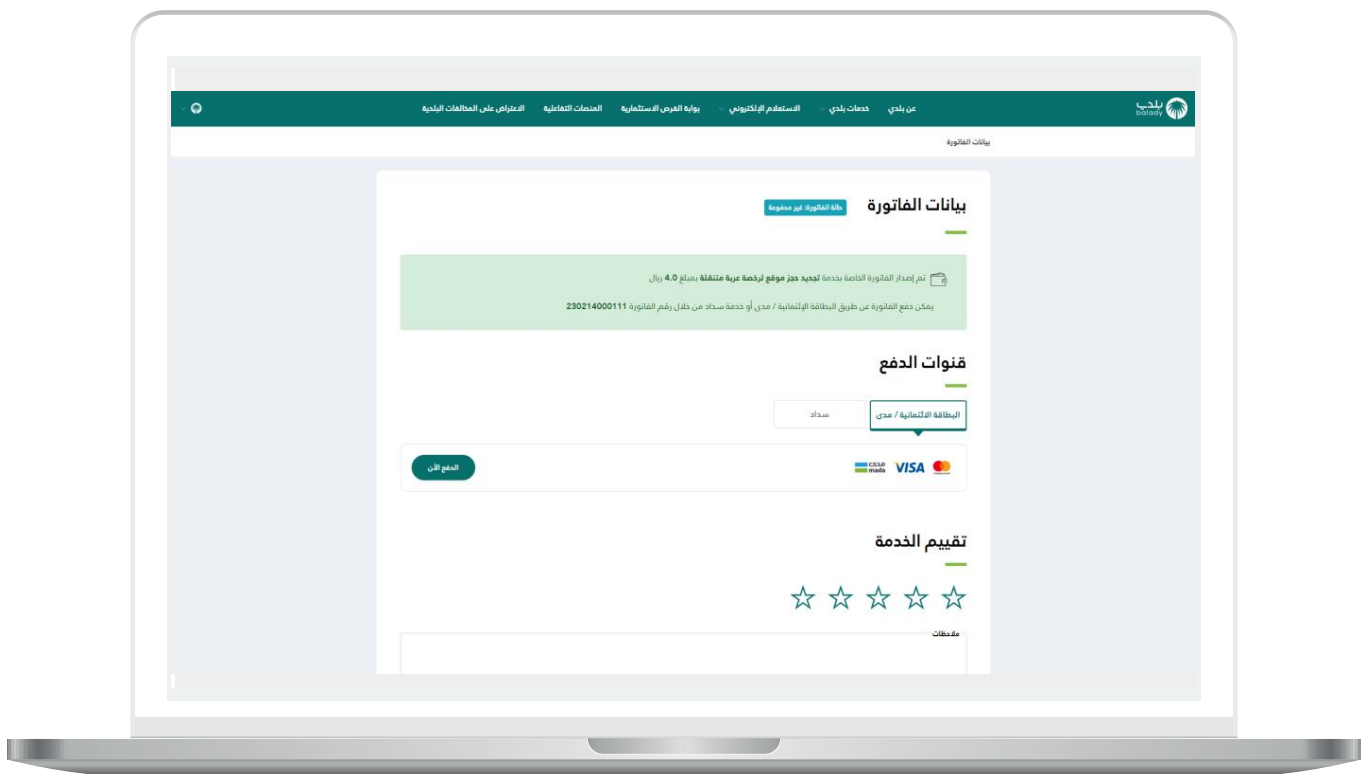 بلدي
balady
عن بلدي خدمات بلدي الاستعلام الإلكتروني بوابة الفرص الاستثمارية المنصات التفاعلية الاعتراض على المخالفات البلدية
بيانات الفاتورة
بيانات الفاتورة حالة الفاتورة: غير مدفوعة
تم إصدار الفاتورة الخاصة بخدمة تجديد حجز موقع لرخصة عربة متنقلة بمبلغ 4.0 ريال
يمكن دفع الفاتورة عن طريق البطاقة الإئتمانية / مدى أو خدمة سداد من خلال رقم الفاتورة 230214000111
قنوات الدفع
البطاقة الائتمانية / مدى سداد
VISA مدى mada الدفع الآن
تقييم الخدمة
ملاحظات